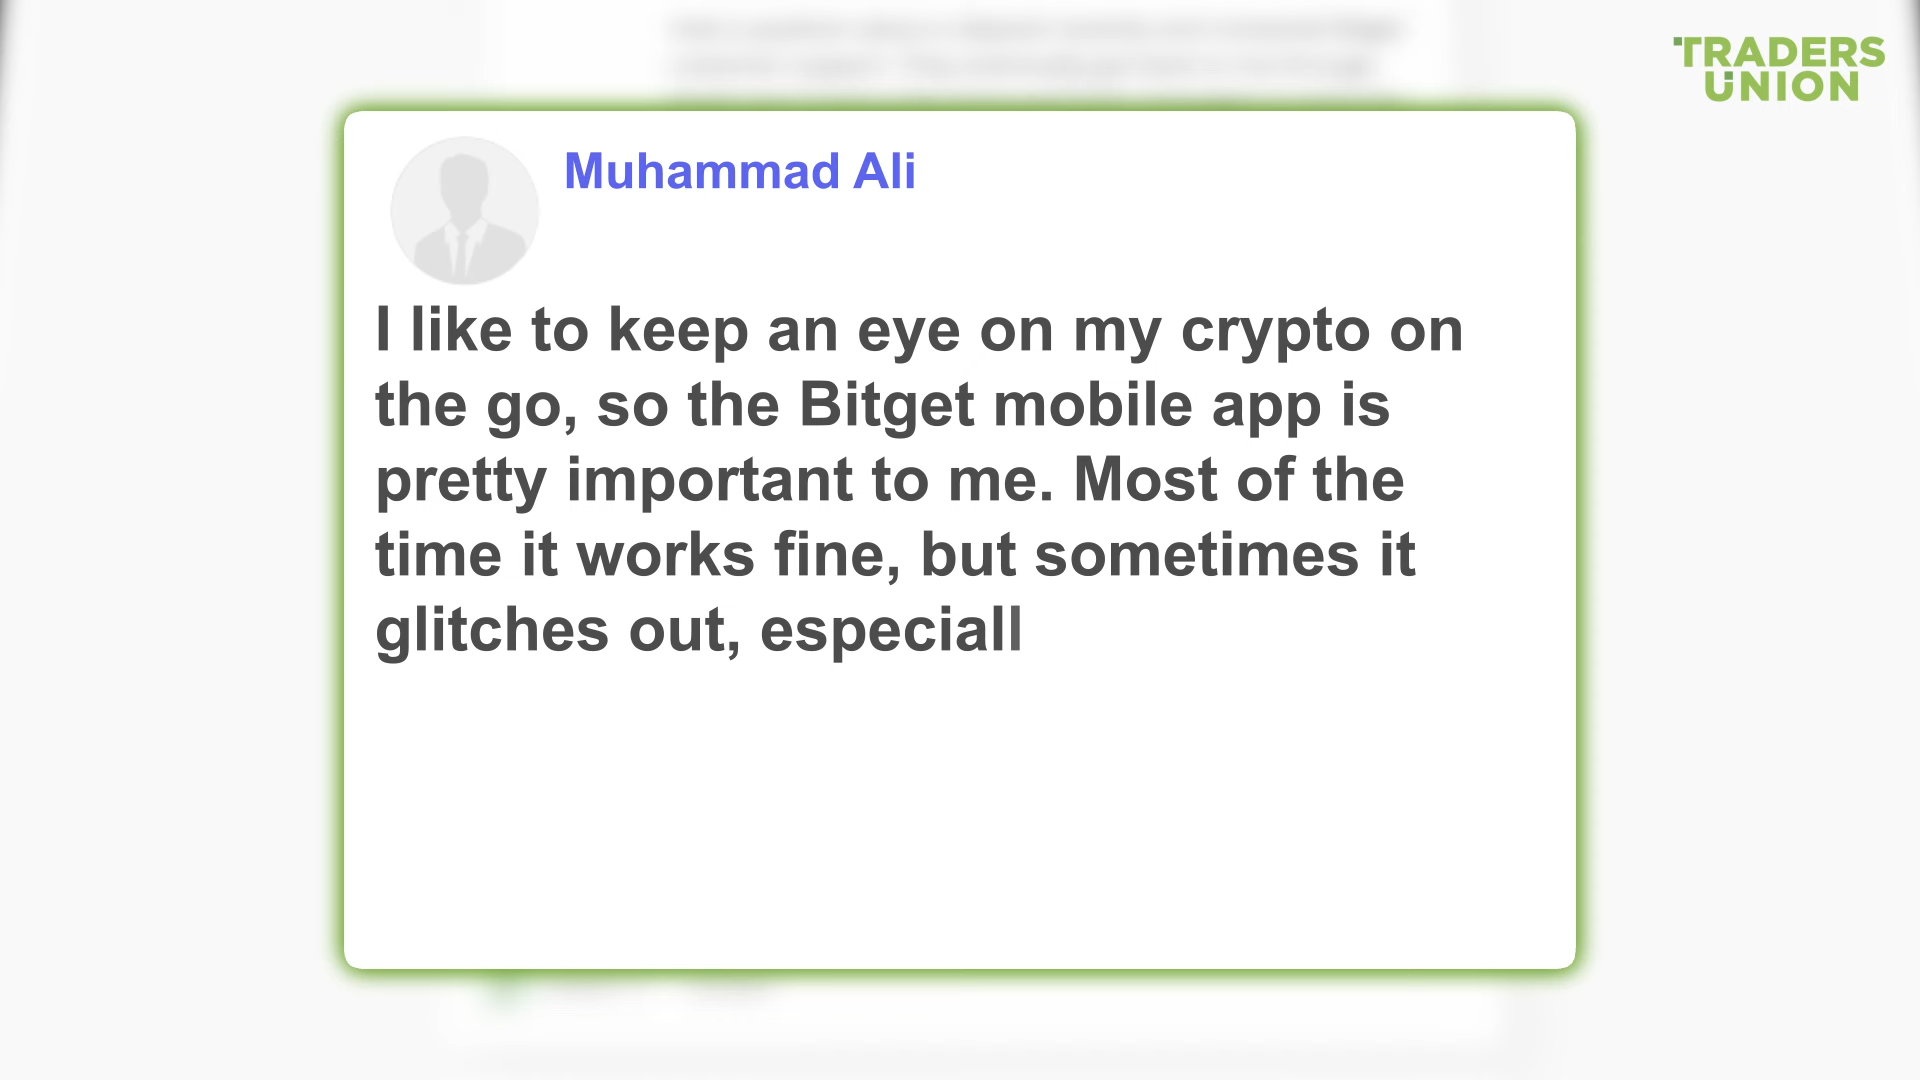 TRADERS
UNION
Muhammad Ali
I like to keep an eye on my crypto on
the go, so the Bitget mobile app is
pretty important to me. Most of the
time it works fine, but sometimes it
glitches out, especiall